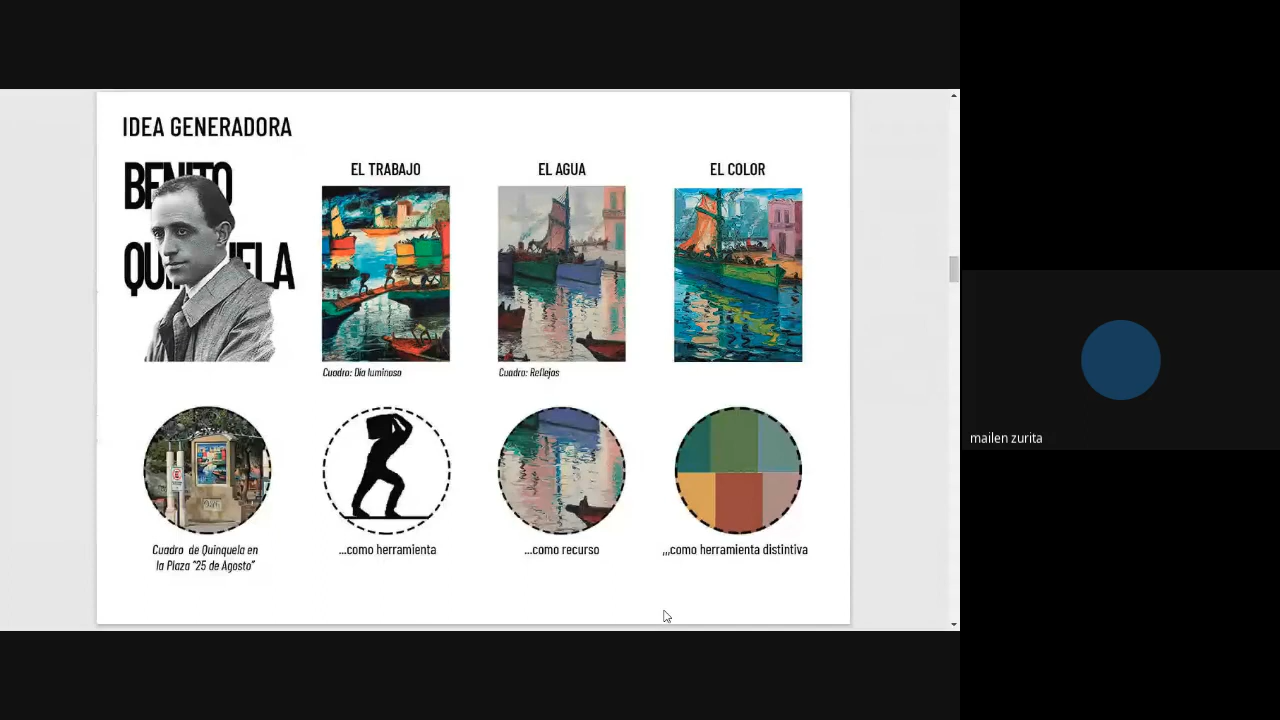 IDEA GENERADORA
BENITO
EL TRABAJO
EL AGUA
EL COLOR
Cuadro: Día luminoso
Cuadro: Reflejos
Cuadro de Quinquela en
la Plaza "25 de Agosto"
...como herramienta
...como recurso
,,,como herramienta distintiva
mailen zurita